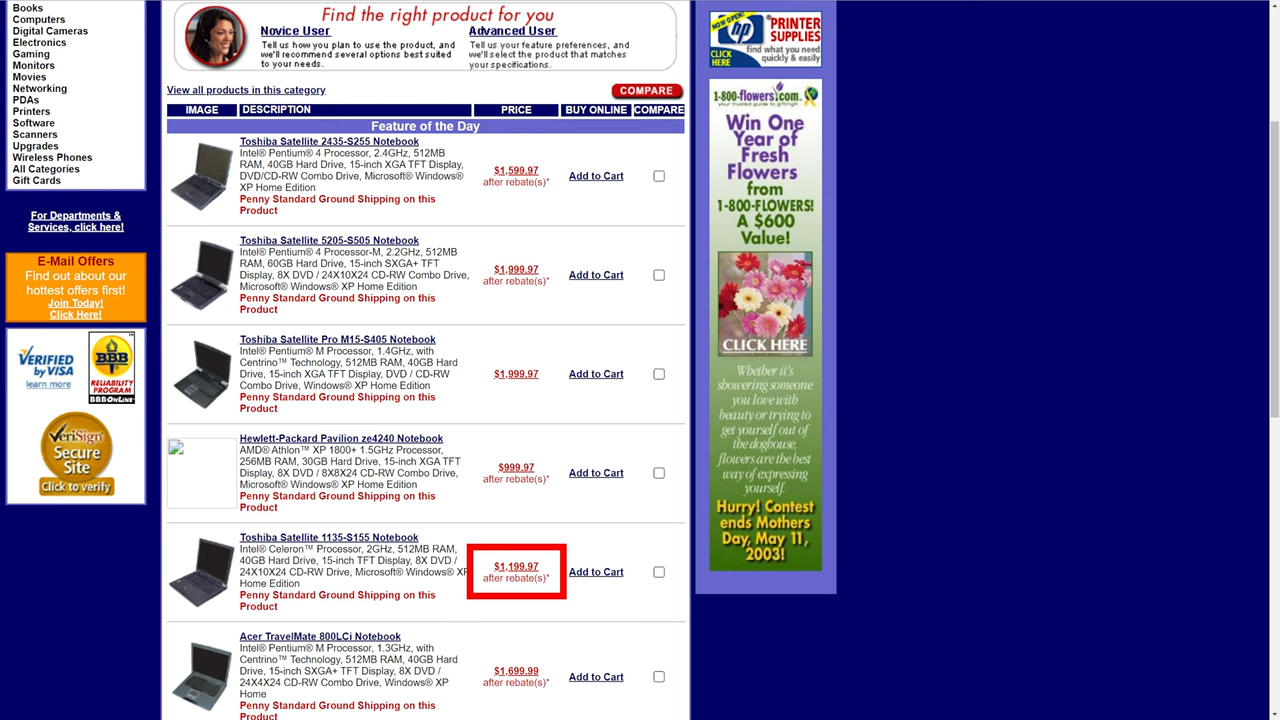 Books
Computers
Digital Cameras
Electronics
Gaming
Monitors
Movies
Networking
PDAs
Printers
Software
Scanners
Upgrades
Wireless Phones
All Categories
Gift Cards
For Departments &
Services, click here!
E-Mail Offers
Find out about our
hottest offers first!
Join Today!
Click Here!
VERIFIED
by VISA
learn more
BBB
RELIABILITY
PROGRAM
BBBOnLINE
VeriSign
Secure
Site
Click to verify
Find the right product for you
Novice User
Tell us how you plan to use the product, and
we'll recommend several options best suited
to your needs.
Advanced User
Tell us your feature preferences, and
we'll select the product that matches
your specifications.
View all products in this category
COMPARE
IMAGE DESCRIPTION PRICE BUY ONLINE COMPARE
Feature of the Day
Toshiba Satellite 2435-S255 Notebook
Intel® Pentium® 4 Processor, 2.4GHz, 512MB
RAM, 40GB Hard Drive, 15-inch XGA TFT Display,
DVD/CD-RW Combo Drive, Microsoft® Windows®
XP Home Edition
Penny Standard Ground Shipping on this
Product
$1,599.97
after rebate(s)*
Add to Cart
Toshiba Satellite 5205-S505 Notebook
Intel® Pentium® 4 Processor-M, 2.2GHz, 512MB
RAM, 60GB Hard Drive, 15-inch SXGA+ TFT
Display, 8X DVD / 24X10X24 CD-RW Combo Drive,
Microsoft® Windows® XP Home Edition
Penny Standard Ground Shipping on this
Product
$1,999.97
after rebate(s)*
Add to Cart
Toshiba Satellite Pro M15-S405 Notebook
Intel® Pentium® M Processor, 1.4GHz, with
Centrino™ Technology, 512MB RAM, 40GB Hard
Drive, 15-inch XGA TFT Display, DVD / CD-RW
Combo Drive, Windows® XP Home Edition
Penny Standard Ground Shipping on this
Product
$1,999.97
Add to Cart
Hewlett-Packard Pavilion ze4240 Notebook
AMD® Athlon™ XP 1800+ 1.5GHz Processor,
256MB RAM, 30GB Hard Drive, 15-inch XGA TFT
Display, 8X DVD / 8X8X24 CD-RW Combo Drive,
Microsoft® Windows® XP Home Edition
Penny Standard Ground Shipping on this
Product
$999.97
after rebate(s)*
Add to Cart
Toshiba Satellite 1135-S155 Notebook
Intel® Celeron™ Processor, 2GHz, 512MB RAM,
40GB Hard Drive, 15-inch TFT Display, 8X DVD /
24X10X24 CD-RW Drive, Microsoft® Windows® XP
Home Edition
Penny Standard Ground Shipping on this
Product
$1,199.97
after rebate(s)*
Add to Cart
Acer TravelMate 800LCi Notebook
Intel® Pentium® M Processor, 1.3GHz, with
Centrino™ Technology, 512MB RAM, 40GB Hard
Drive, 15-inch SXGA+ TFT Display, 8X DVD /
24X4X24 CD-RW Combo Drive, Windows® XP
Home
Penny Standard Ground Shipping on this
Product
$1,699.99
after rebate(s)*
Add to Cart
NOW OPEN!
hp
CLICK
HERE
PRINTER
SUPPLIES
find what you need
quickly & easily
1-800-flowers.com
Win One
Year of
Fresh
Flowers
from
1-800-FLOWERS!
A $600
Value!
CLICK HERE
Whether it's
showering someone
you love with
beauty or trying to
get yourself out of
the doghouse,
flowers are the best
way of expressing
yourself.
Hurry! Contest
ends Mothers
Day, May 11,
2003!